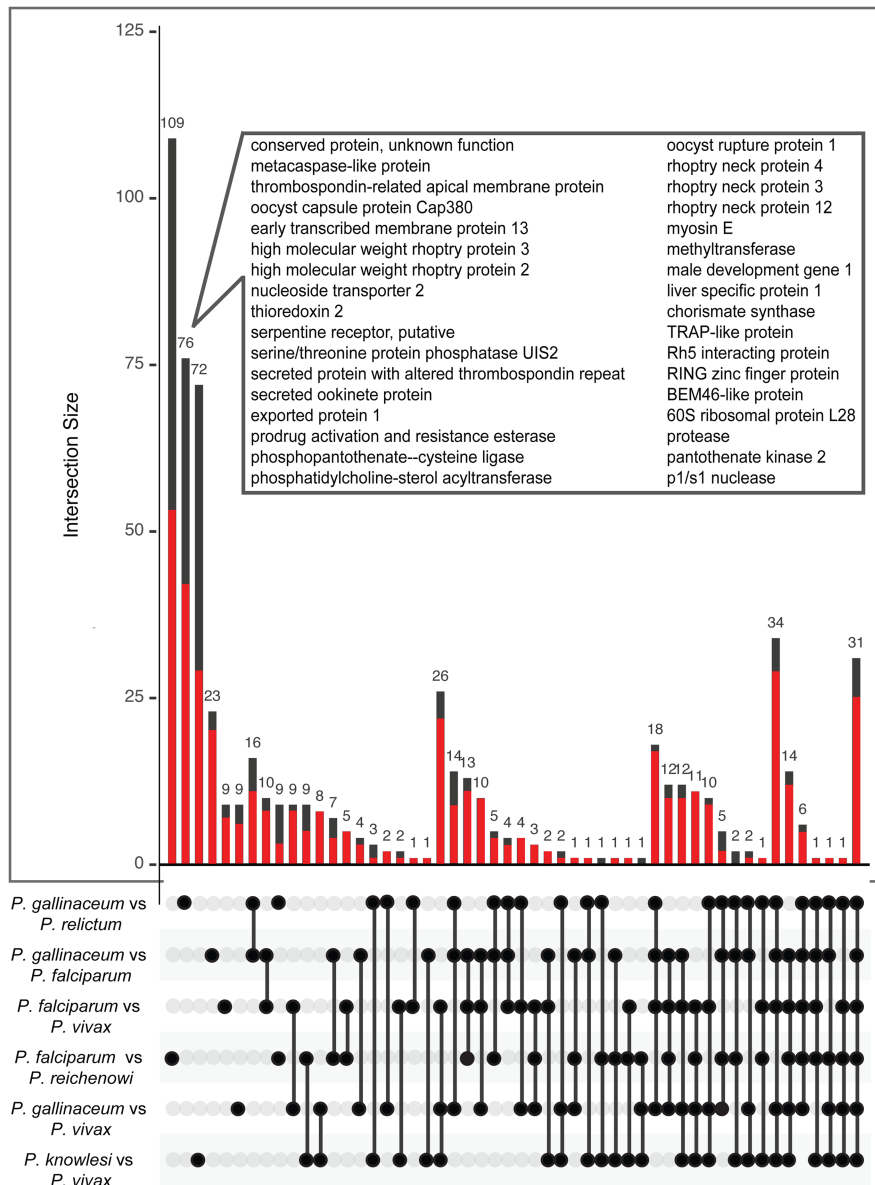 125
109
conserved protein, unknown function
metacaspase-like protein
thrombospondin-related apical membrane protein
oocyst capsule protein Cap380
early transcribed membrane protein 13
high molecular weight rhoptry protein 3
high molecular weight rhoptry protein 2
nucleoside transporter 2
thioredoxin 2
serpentine receptor, putative
serine/threonine protein phosphatase UIS2
secreted protein with altered thrombospondin repeat
secreted ookinete protein
exported protein 1
prodrug activation and resistance esterase
phosphopantothenate--cysteine ligase
phosphatidylcholine-sterol acyltransferase
oocyst rupture protein 1
rhoptry neck protein 4
rhoptry neck protein 3
rhoptry neck protein 12
myosin E
methyltransferase
male development gene 1
liver specific protein 1
chorismate synthase
TRAP-like protein
Rh5 interacting protein
RING zinc finger protein
BEM46-like protein
60S ribosomal protein L28
protease
pantothenate kinase 2
p1/s1 nuclease
100
76
75
72
Intersection Size
50
25
0
23 9 9 16 10 9 9 9 8 7 5 4 3 2 2 1 1 26 14 13 10 5 4 4 3 2 2 1 1 1 1 1 1 18 12 12 11 10 5 2 2 1 34 14 6 1 1 1 31
P. gallinaceum vs
P. relictum
P. gallinaceum vs
P. falciparum
P. falciparum vs
P. vivax
P. falciparum vs
P. reichenowi
P. gallinaceum vs
P. vivax
P. knowlesi vs
P. vivax